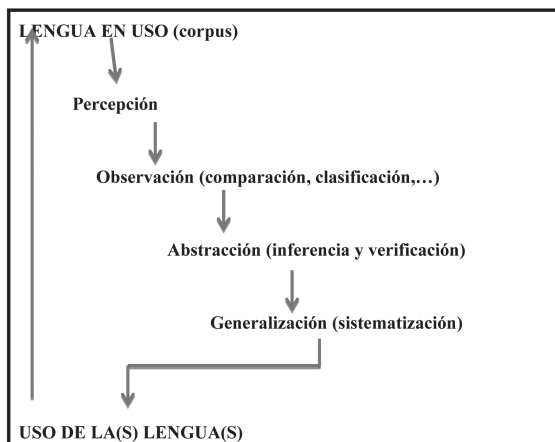 LENGUA EN USO (corpus)
Percepción
Observación (comparación, clasificación,…)
Abstracción (inferencia y verificación)
Generalización (sistematización)
USO DE LA(S) LENGUA(S)